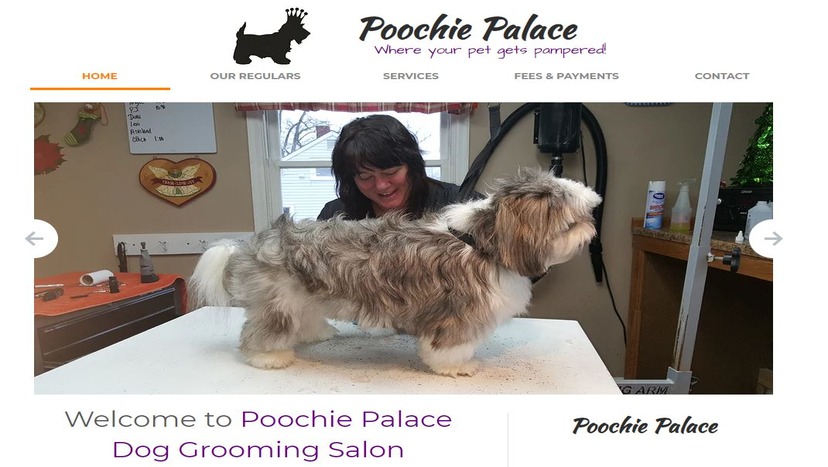 Poochie Palace
Where your pet gets pampered!
HOME OUR REGULARS SERVICES FEES & PAYMENTS CONTACT
Welcome to Poochie Palace
Dog Grooming Salon
Poochie Palace